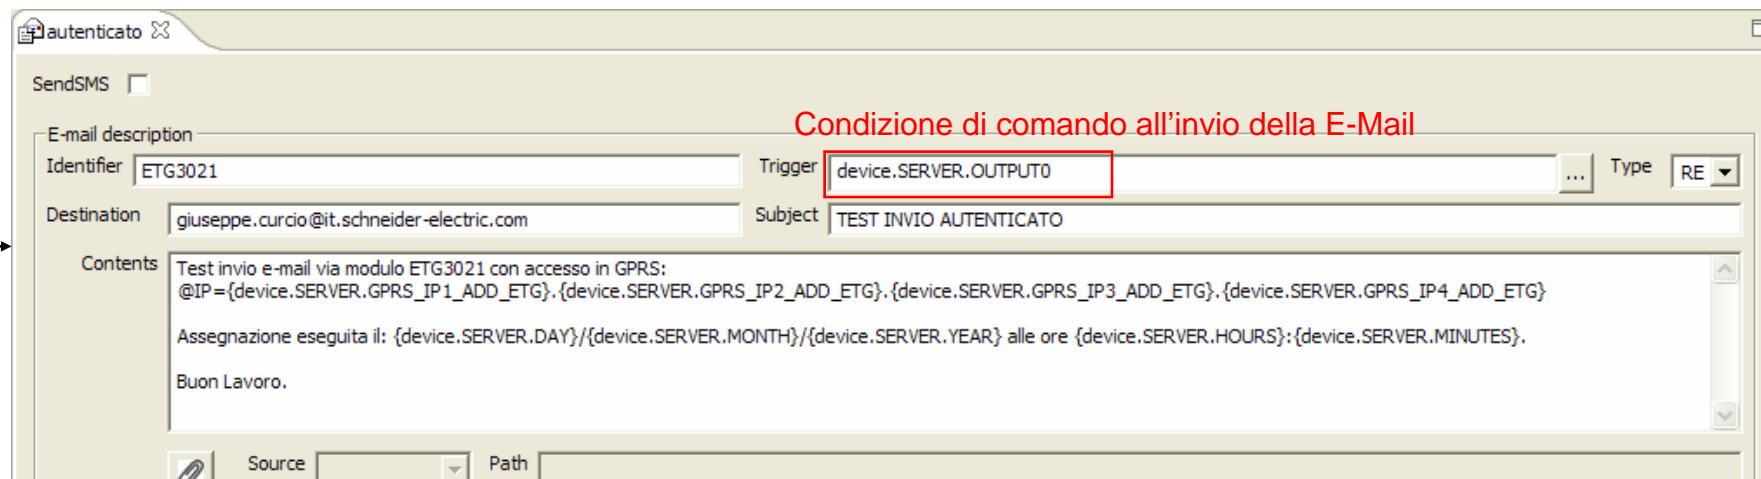 autenticato
SendSMS
Condizione di comando all'invio della E-Mail
E-mail description
Identifier ETG3021 Trigger device.SERVER.OUTPUT0 ... Type RE
Destination giuseppe.curcio@it.schneider-electric.com Subject TEST INVIO AUTENTICATO
Contents Test invio e-mail via modulo ETG3021 con accesso in GPRS:
@IP={device.SERVER.GPRS_IP1_ADD_ETG}.{device.SERVER.GPRS_IP2_ADD_ETG}.{device.SERVER.GPRS_IP3_ADD_ETG}.{device.SERVER.GPRS_IP4_ADD_ETG}
Assegnazione eseguita il: {device.SERVER.DAY}/{device.SERVER.MONTH}/{device.SERVER.YEAR} alle ore {device.SERVER.HOURS}:{device.SERVER.MINUTES}.
Buon Lavoro.
Source Path